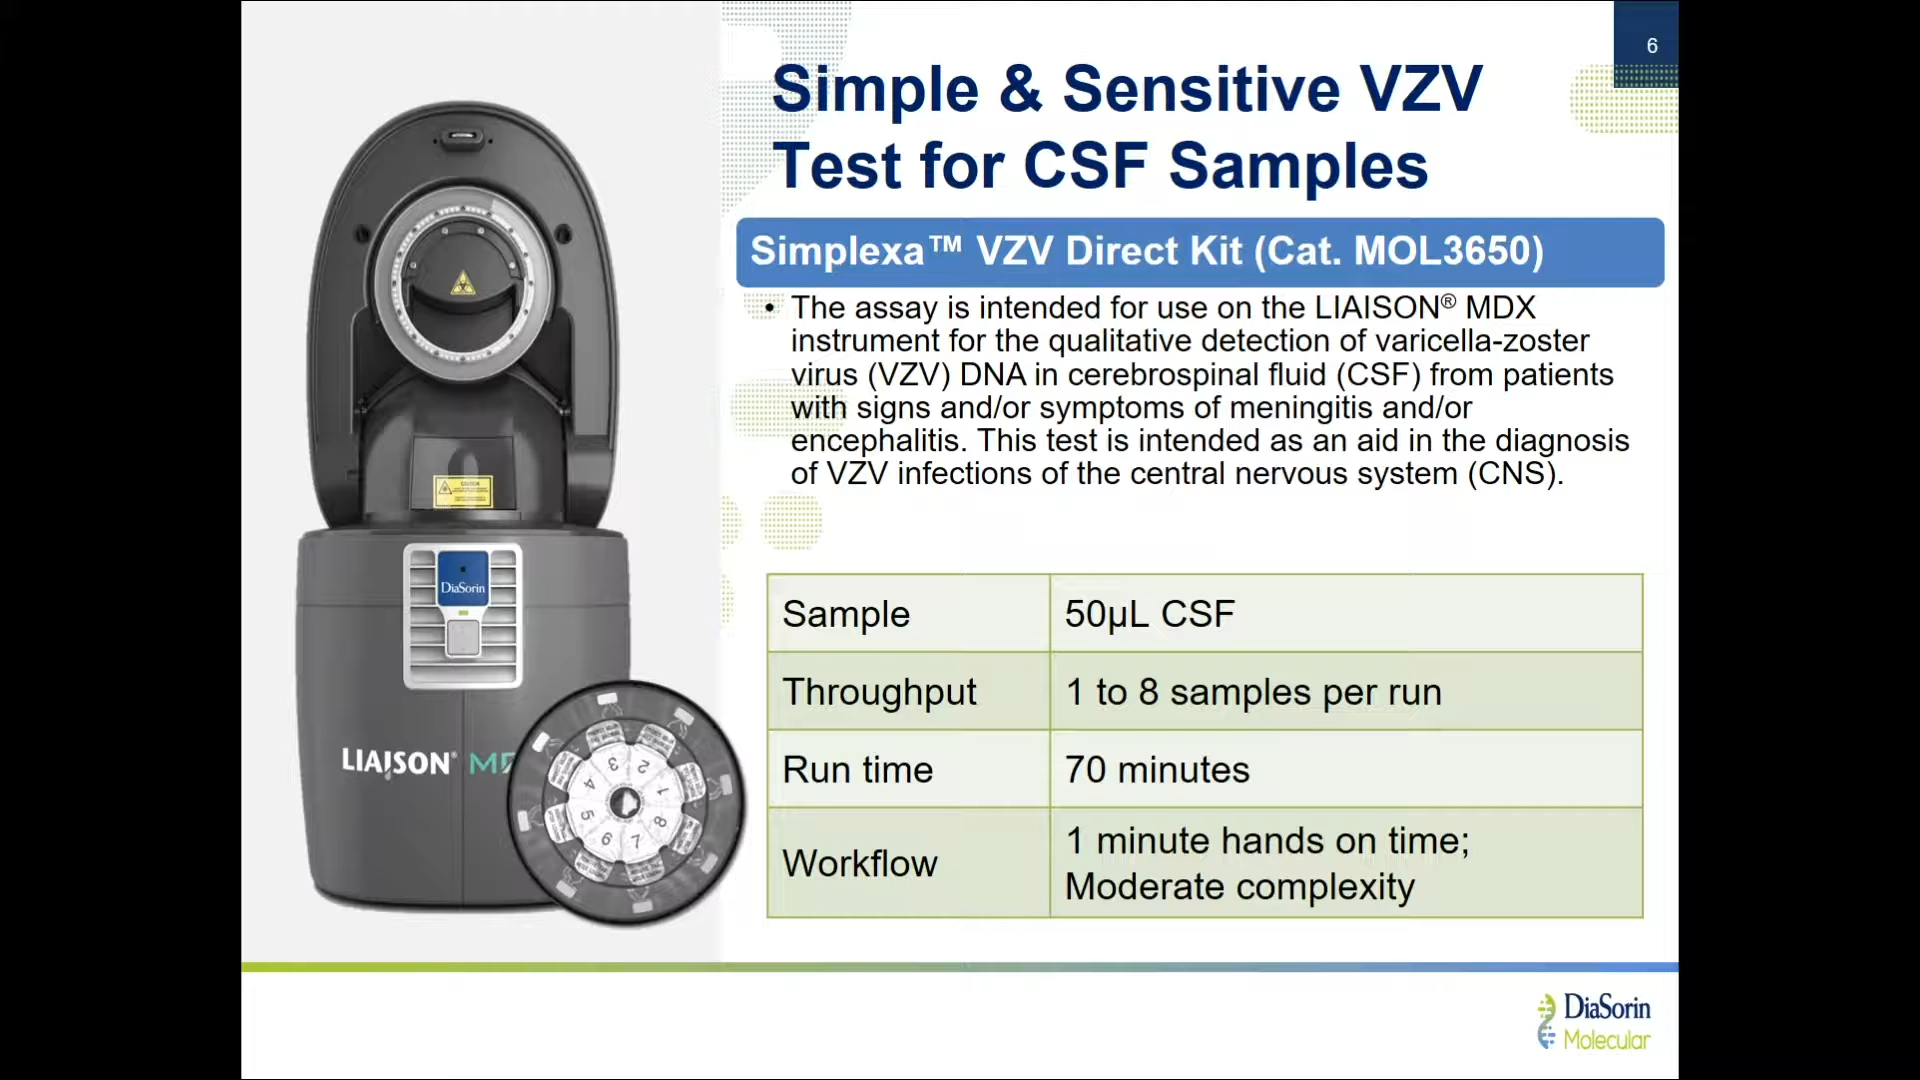 6
Simple & Sensitive VZV
Test for CSF Samples
Simplexa™ VZV Direct Kit (Cat. MOL3650)
• The assay is intended for use on the LIAISON® MDX
instrument for the qualitative detection of varicella-zoster
virus (VZV) DNA in cerebrospinal fluid (CSF) from patients
with signs and/or symptoms of meningitis and/or
encephalitis. This test is intended as an aid in the diagnosis
of VZV infections of the central nervous system (CNS).
Sample 50µL CSF
Throughput 1 to 8 samples per run
Run time 70 minutes
Workflow 1 minute hands on time;
Moderate complexity
CAUTION
DiaSorin
LIAISON® MD
1
2
3
4
5
6
7
8
DiaSorin
Molecular